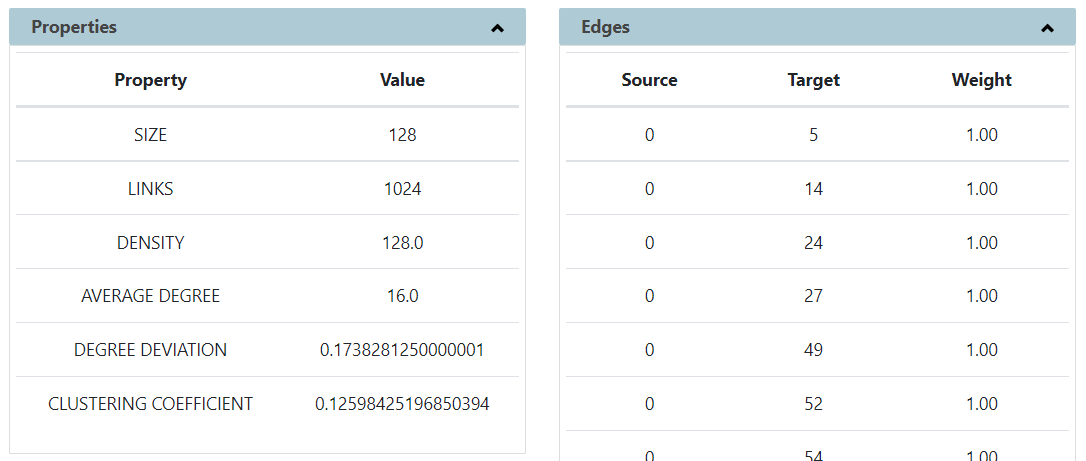 Properties
Property Value
SIZE 128
LINKS 1024
DENSITY 128.0
AVERAGE DEGREE 16.0
DEGREE DEVIATION 0.1738281250000001
CLUSTERING COEFFICIENT 0.12598425196850394
Edges
Source Target Weight
0 5 1.00
0 14 1.00
0 24 1.00
0 27 1.00
0 49 1.00
0 52 1.00
0 54 1.00